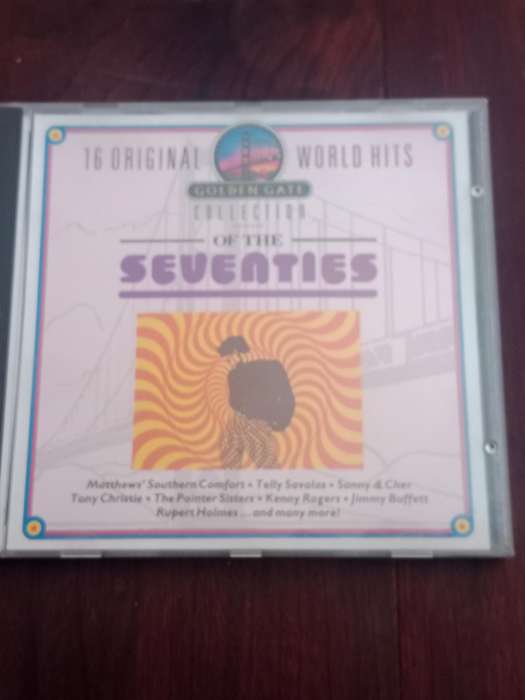 16 ORIGINAL WORLD HITS
GOLDEN GATE
COLLECTION
OF THE
SEVENTIES
Matthews' Southern Comfort • Telly Savalas • Sonny & Cher
Tony Christie • The Pointer Sisters • Kenny Rogers • Jimmy Buffett
Rupert Holmes ... and many more!